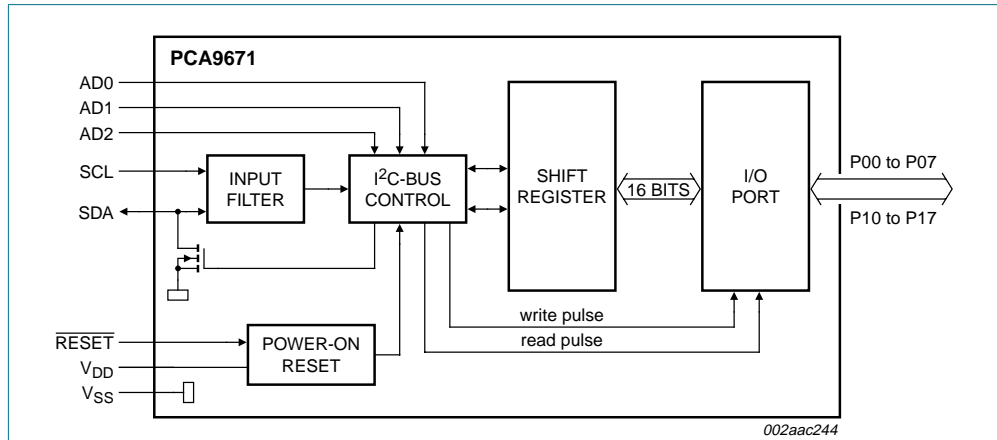 PCA9671
AD0
AD1
AD2
SCL
SDA
RESET
VDD
VSS
INPUT
FILTER
I2C-BUS
CONTROL
POWER-ON
RESET
SHIFT
REGISTER
16 BITS
I/O
PORT
write pulse
read pulse
P00 to P07
P10 to P17
002aac244